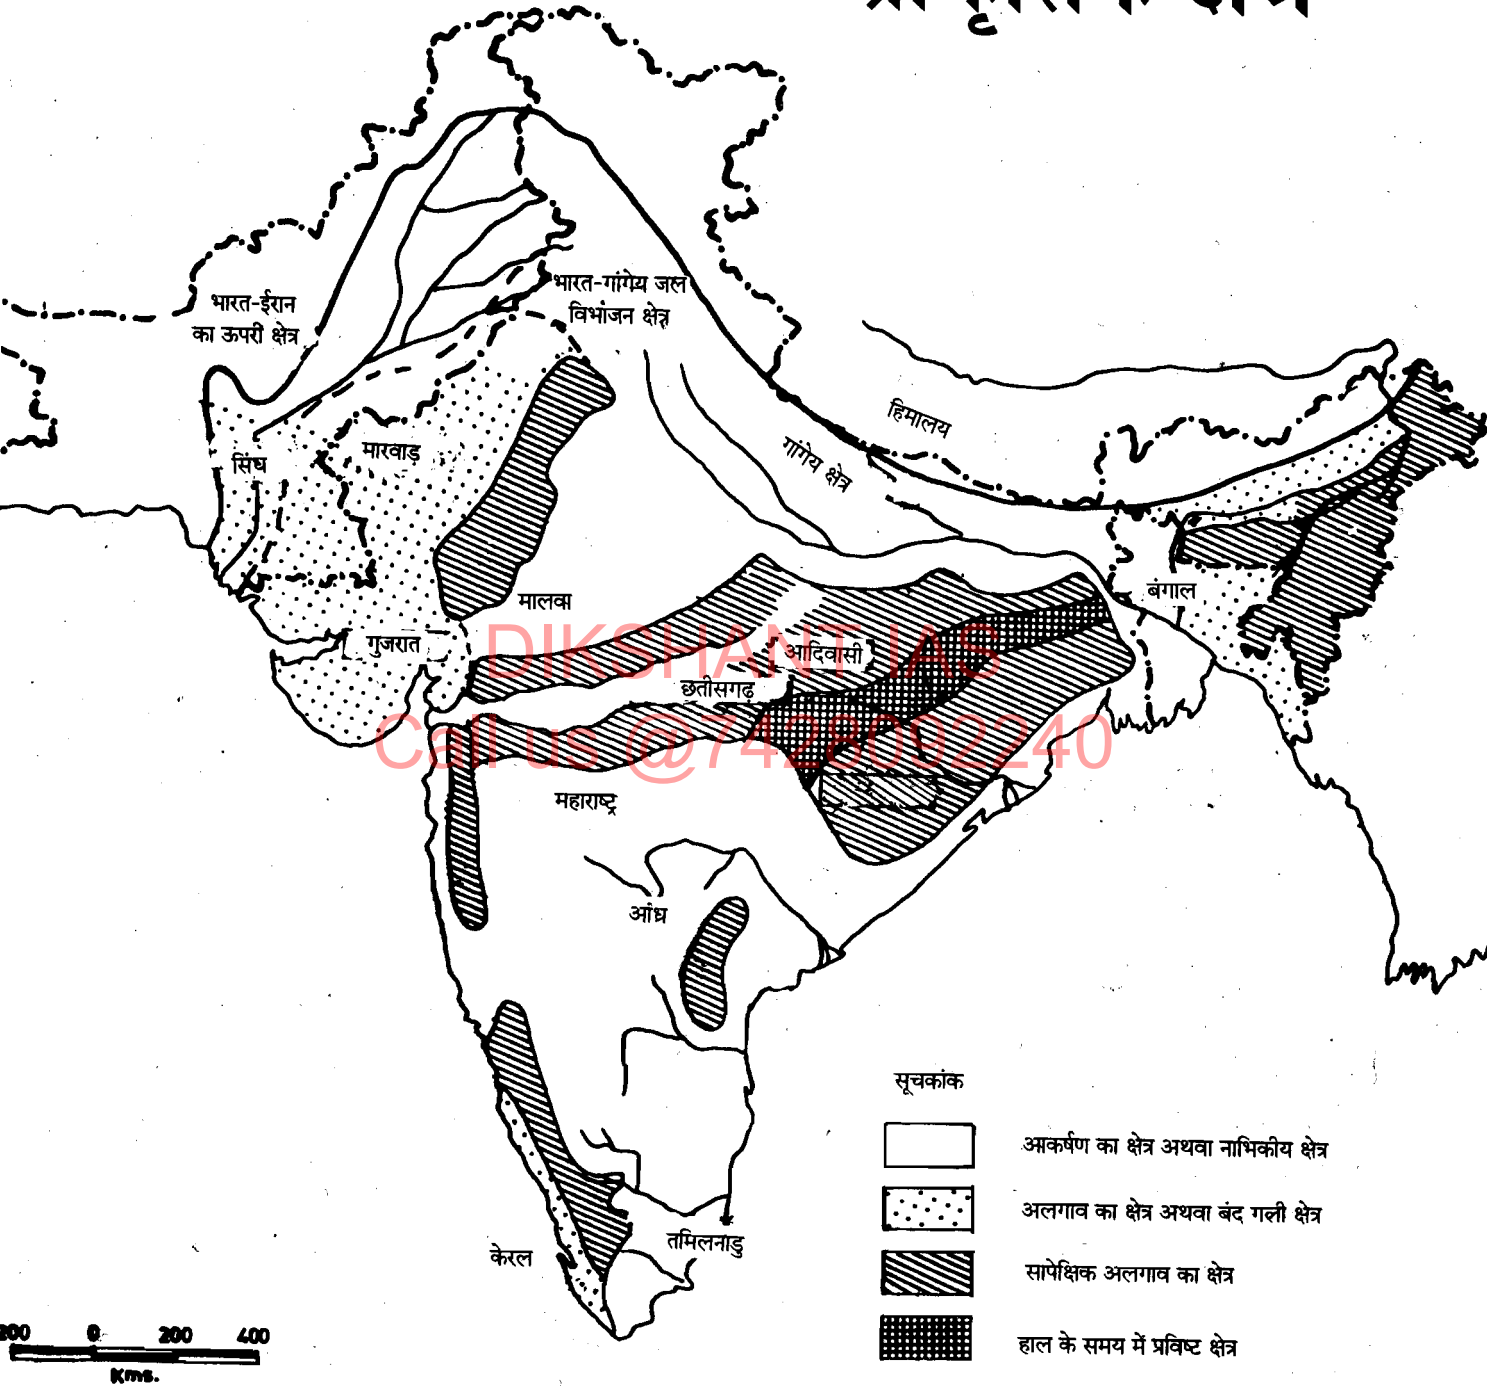 भारत-ईरान
का ऊपरी क्षेत्र
भारत-गांगेय जल
विभांजन क्षेत्र
हिमालय
गांगेय क्षेत्र
मारवाड़
सिंघ
बंगाल
मालवा
गुजरात
DIKSHANT IAS
आदिवासी
छतीसगढ़
Call us @7428092240
महाराष्ट्र
आंध्र
सूचकांक
आकर्षण का क्षेत्र अथवा नाभिकीय क्षेत्र
अलगाव का क्षेत्र अथवा बंद गली क्षेत्र
केरल
तमिलनाडु
सापेक्षिक अलगाव का क्षेत्र
हाल के समय में प्रविष्ट क्षेत्र
200 0 200 400
Kms.